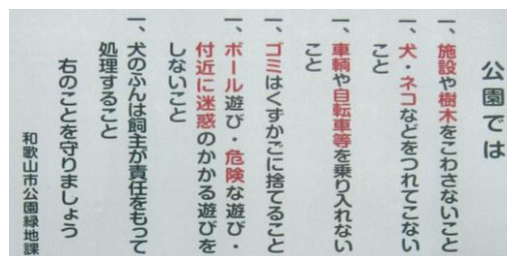 公園では
一、施設や樹木をこわさないこと
一、犬・ネコなどをつれてこない
こと
一、車輌や自転車等を乗り入れない
こと
一、ゴミはくずかごに捨てること
一、ボール遊び・危険な遊び・
付近に迷惑のかかる遊びを
しないこと
一、犬のふんは飼主が責任をもって
処理すること
右のことを守りましょう
和歌山市公園緑地課